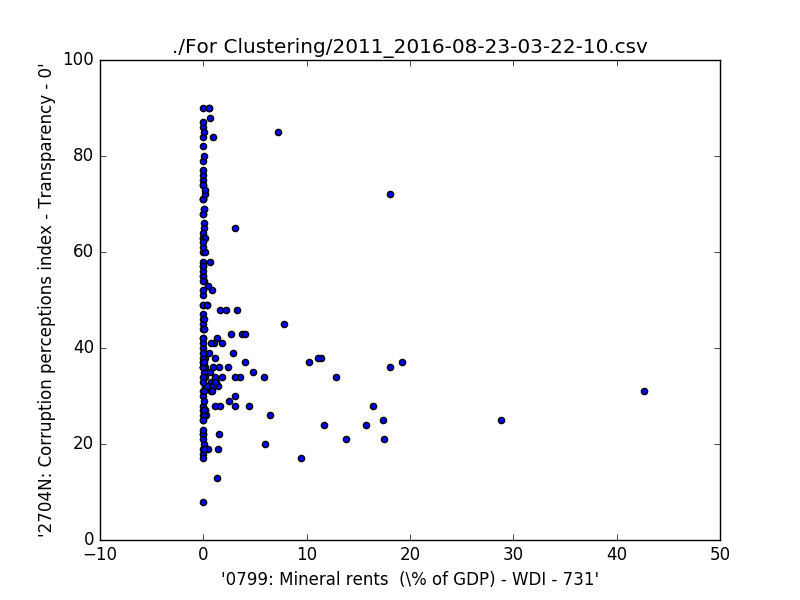 ./For Clustering/2011_2016-08-23-03-22-10.csv
100
80
60
40
20
0
'2704N: Corruption perceptions index - Transparency - 0'
−10 0 10 20 30 40 50
'0799: Mineral rents  (\% of GDP) - WDI - 731'